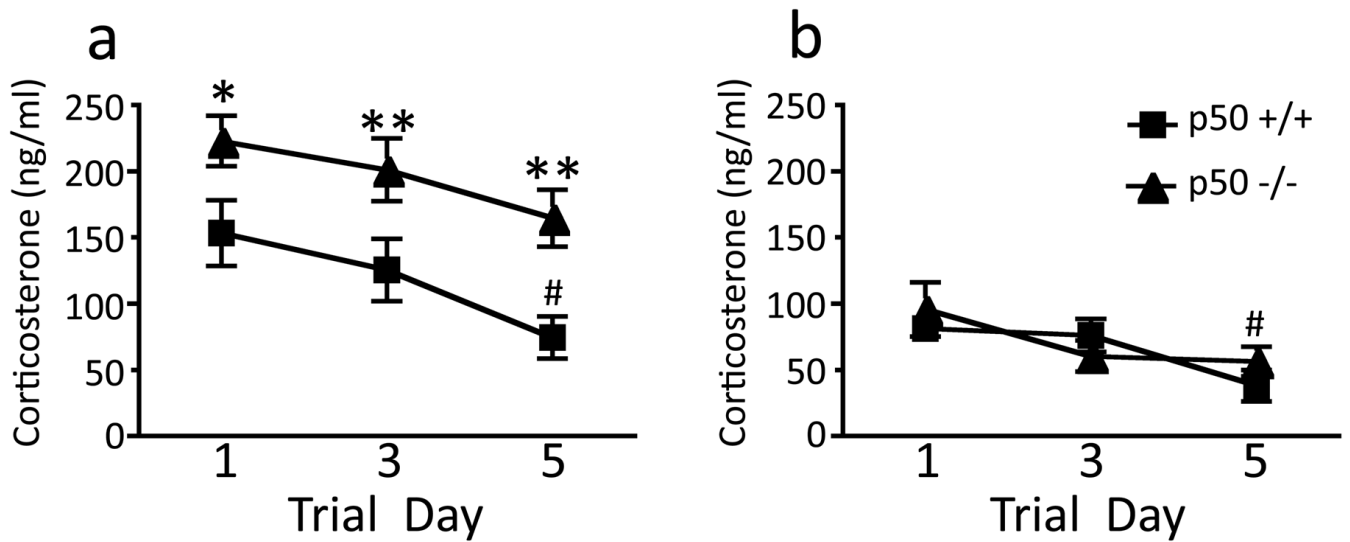 a
Corticosterone (ng/ml)
250
200
150
100
50
0
*
**
**
#
1 3 5
Trial Day
b
Corticosterone (ng/ml)
250
200
150
100
50
0
p50 +/+
p50 -/-
#
1 3 5
Trial Day